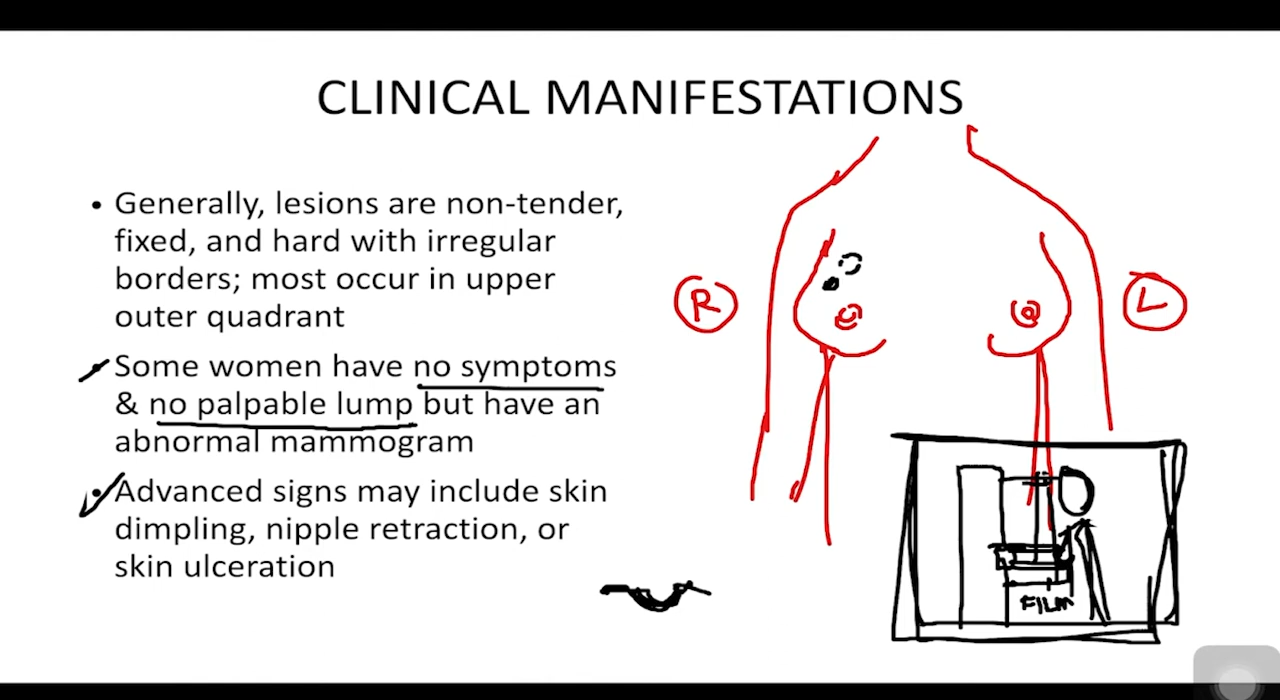 CLINICAL MANIFESTATIONS
• Generally, lesions are non-tender,
fixed, and hard with irregular
borders; most occur in upper
outer quadrant
Some women have no symptoms
& no palpable lump but have an
abnormal mammogram
• Advanced signs may include skin
dimpling, nipple retraction, or
skin ulceration
R
L
FILM